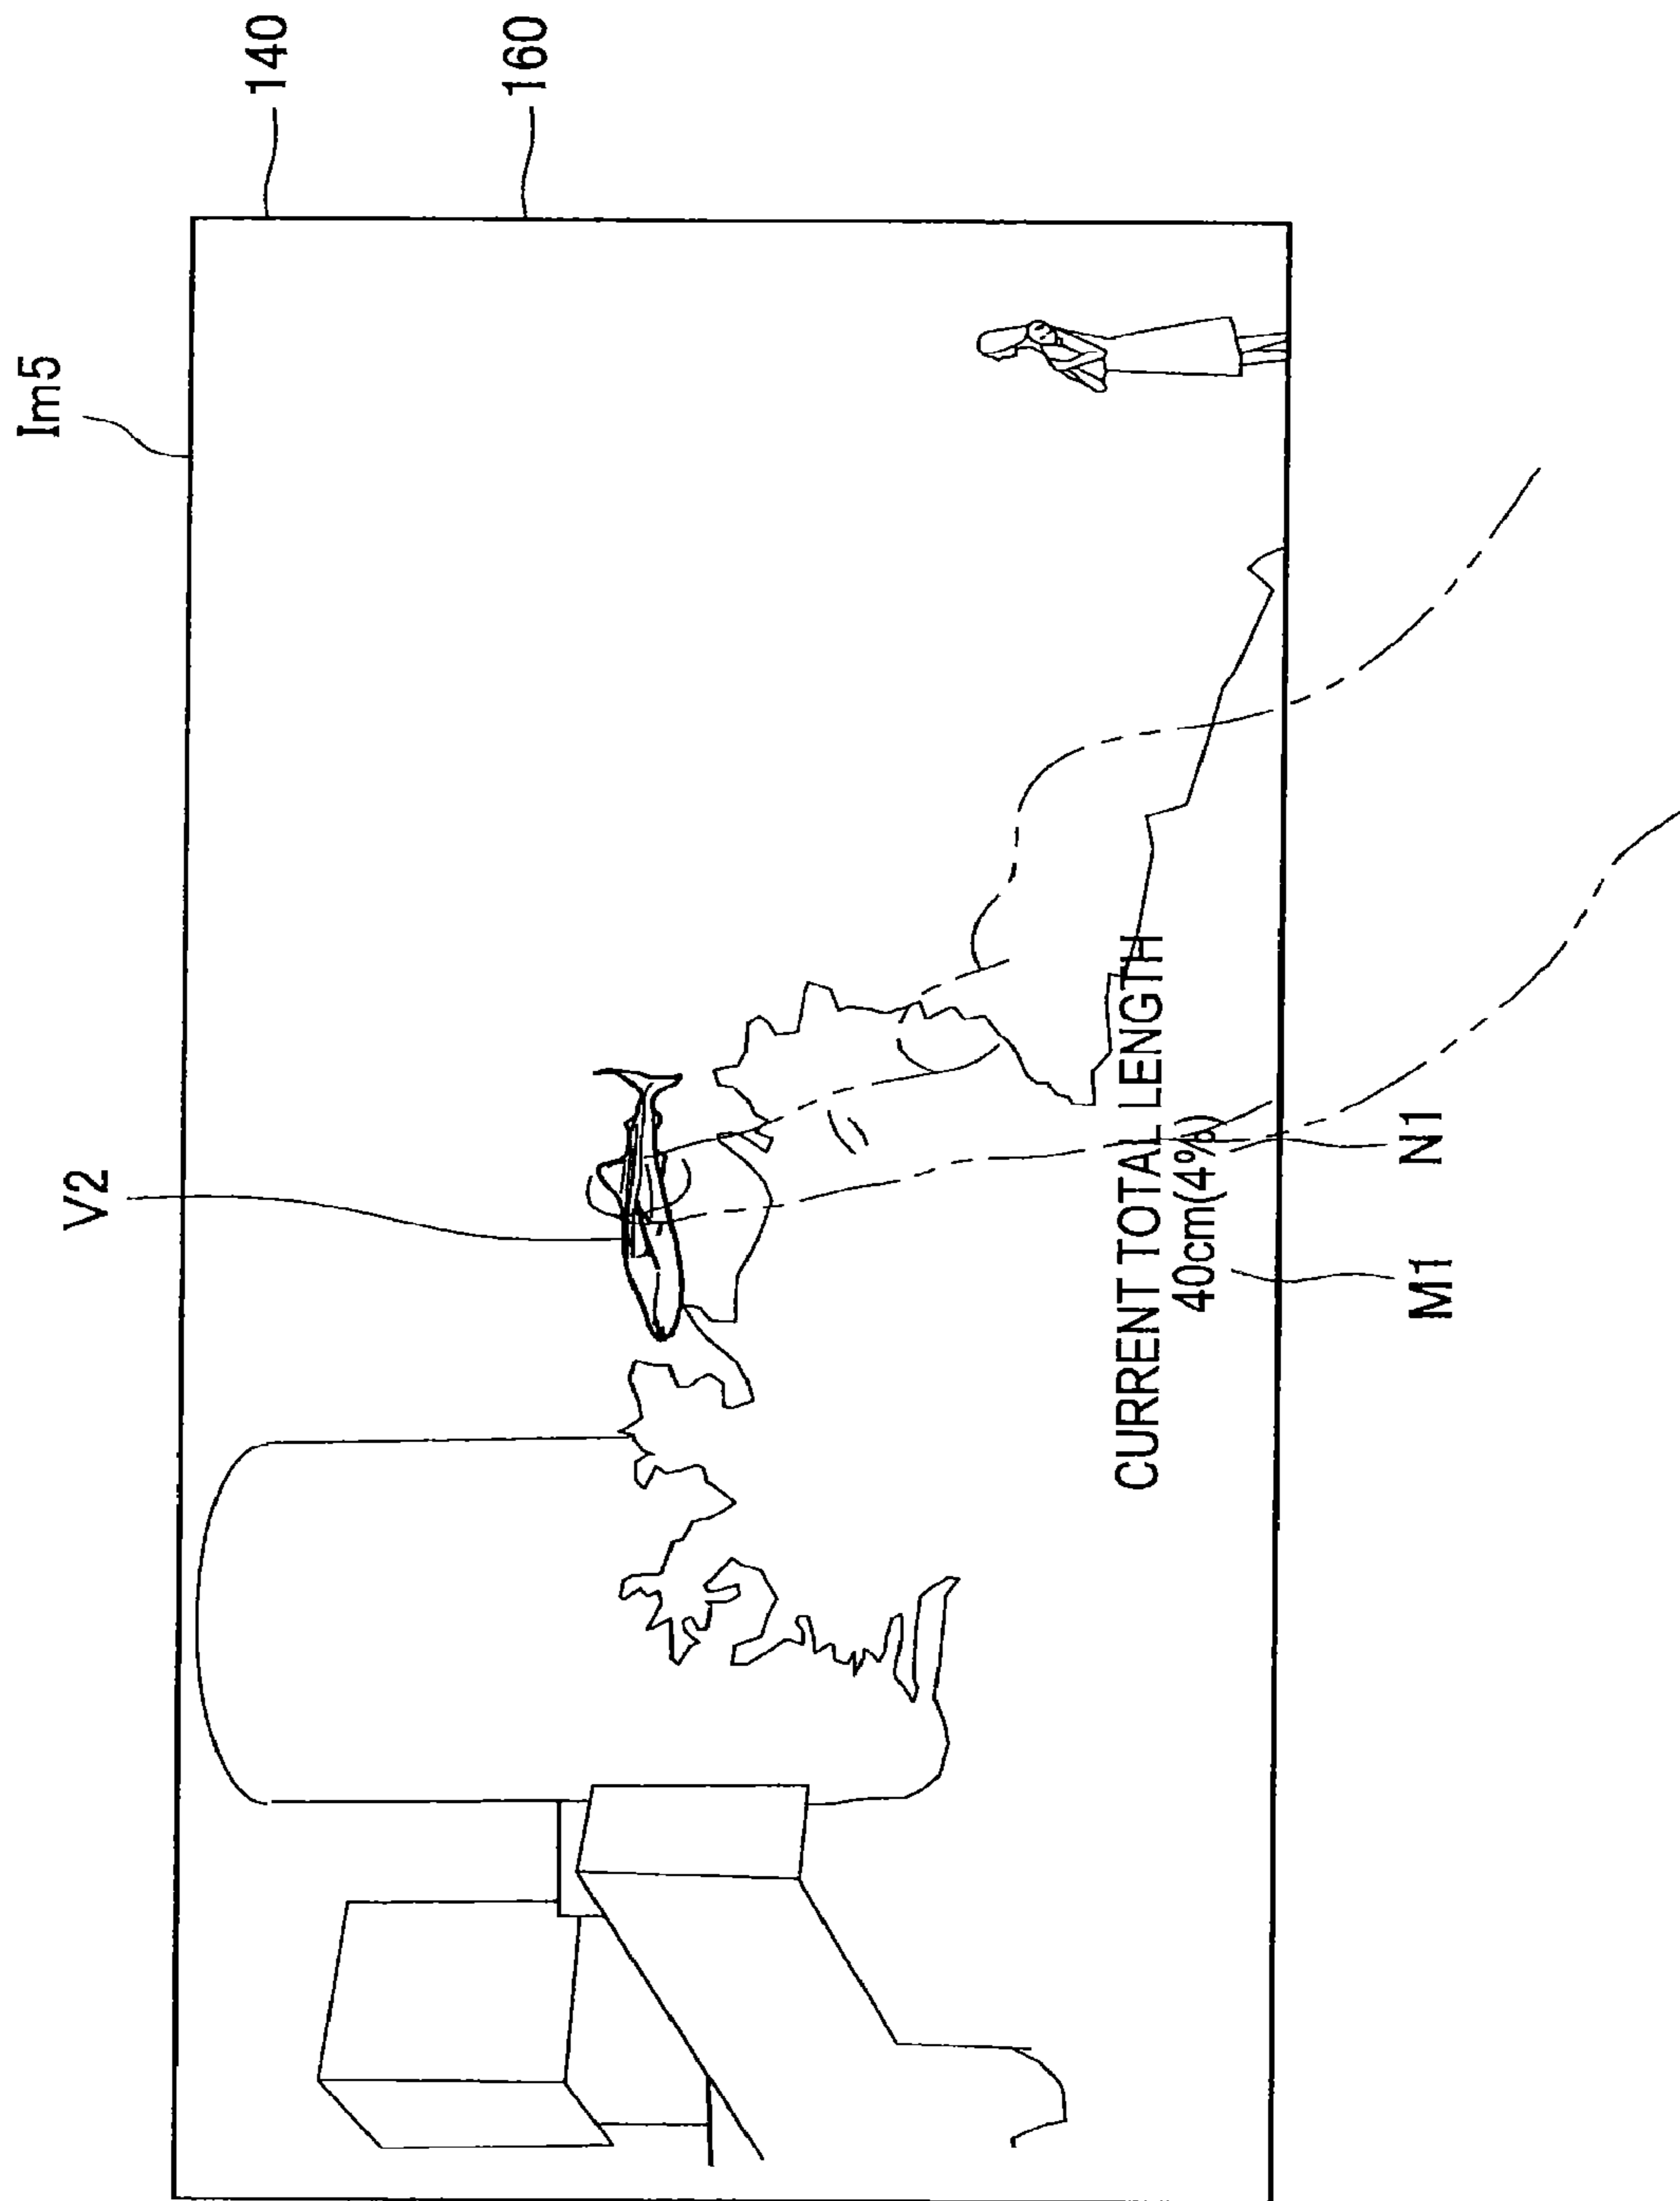 Im5
V2
140
160
CURRENT TOTAL LENGTH
40cm(4%)
M1
N1